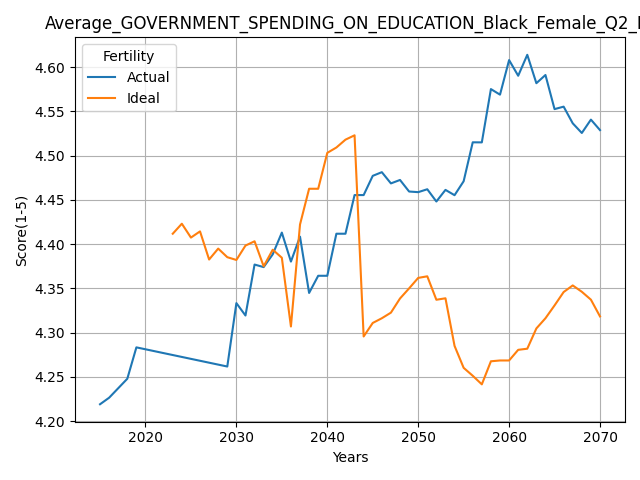 Average_GOVERNMENT_SPENDING_ON_EDUCATION_Black_Female_Q2_
Fertility
Actual
Ideal
4.60
4.55
4.50
4.45
4.40
4.35
4.30
4.25
4.20
Score(1-5)
2020 2030 2040 2050 2060 2070
Years